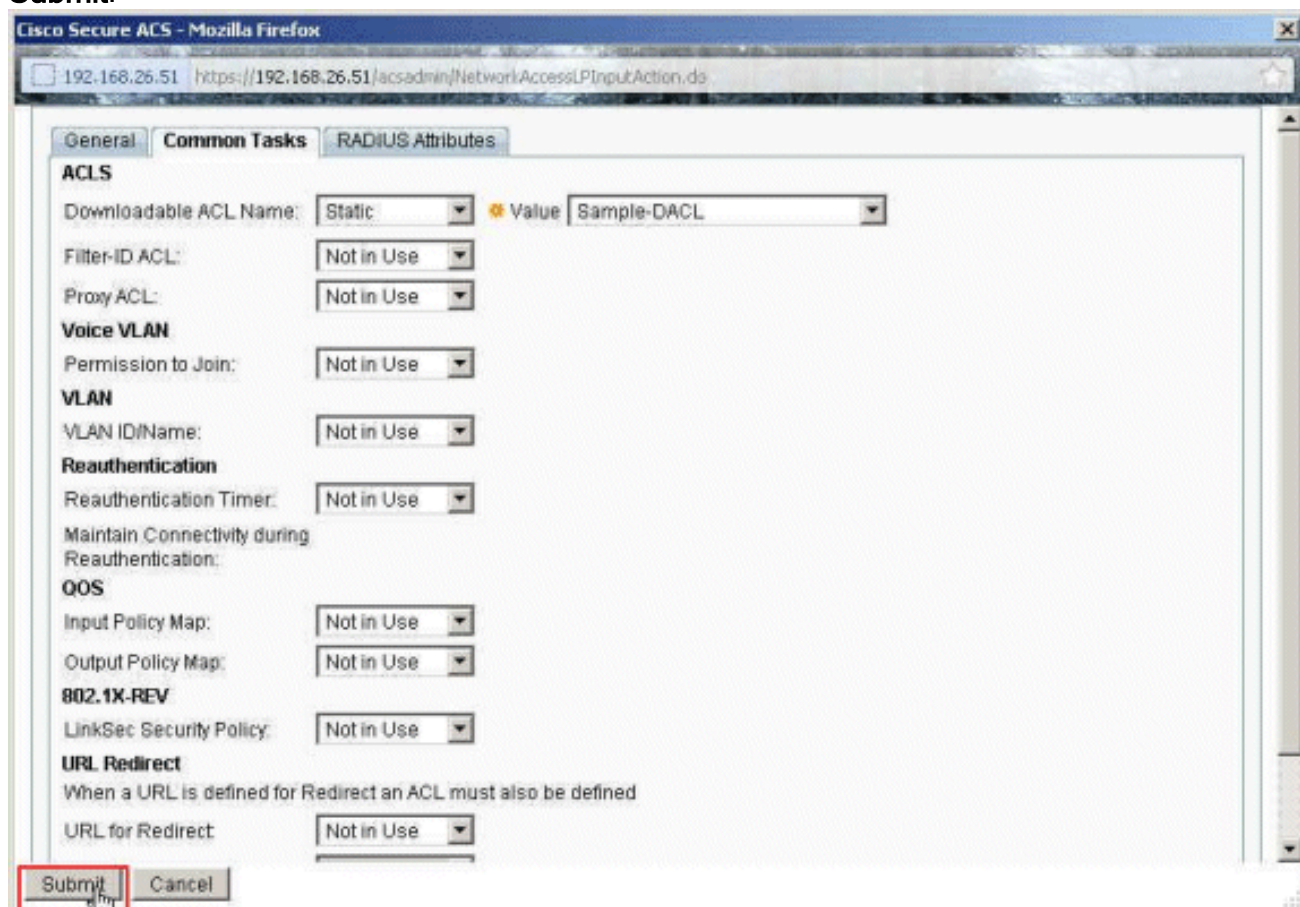 Submit.
Cisco Secure ACS - Mozilla Firefox
192.168.26.51 https://192.168.26.51/acsadmin/NetworkAccessLPInputAction.do
General Common Tasks RADIUS Attributes
ACLS
Downloadable ACL Name: Static Value Sample-DACL
Filter-ID ACL: Not in Use
Proxy ACL: Not in Use
Voice VLAN
Permission to Join: Not in Use
VLAN
VLAN ID/Name: Not in Use
Reauthentication
Reauthentication Timer: Not in Use
Maintain Connectivity during
Reauthentication:
QOS
Input Policy Map: Not in Use
Output Policy Map: Not in Use
802.1X-REV
LinkSec Security Policy: Not in Use
URL Redirect
When a URL is defined for Redirect an ACL must also be defined
URL for Redirect: Not in Use
Submit Cancel